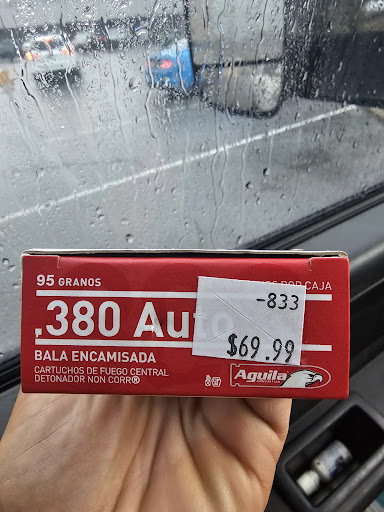 95 GRANOS
POR CAJA
-833
.380 Auto
$69.99
BALA ENCAMISADA
CARTUCHOS DE FUEGO CENTRAL
DETONADOR NON CORR®
Aguila
AMMUNITION